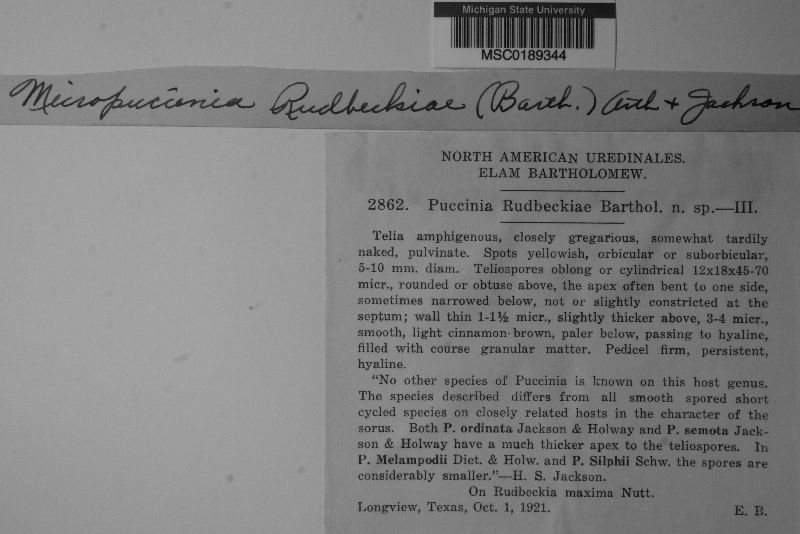 Michigan State University
MSC0189344
Micropuccinia Rudbeckiae (Barth.) Arth + Jackson
NORTH AMERICAN UREDINALES.
ELAM BARTHOLOMEW.
2862. Puccinia Rudbeckiae Barthol. n. sp.—III.
Telia amphigenous, closely gregarious, somewhat tardily
naked, pulvinate. Spots yellowish, orbicular or suborbicular,
5-10 mm. diam. Teliospores oblong or cylindrical 12x18x45-70
micr., rounded or obtuse above, the apex often bent to one side,
sometimes narrowed below, not or slightly constricted at the
septum; wall thin 1-1½ micr., slightly thicker above, 3-4 micr.,
smooth, light cinnamon-brown, paler below, passing to hyaline,
filled with course granular matter. Pedicel firm, persistent,
hyaline.
"No other species of Puccinia is known on this host genus.
The species described differs from all smooth spored short
cycled species on closely related hosts in the character of the
sorus. Both P. ordinata Jackson & Holway and P. semota Jack-
son & Holway have a much thicker apex to the teliospores. In
P. Melampodii Diet. & Holw. and P. Silphii Schw. the spores are
considerably smaller."—H. S. Jackson.
On Rudbeckia maxima Nutt.
Longview, Texas, Oct. 1, 1921. E. B.